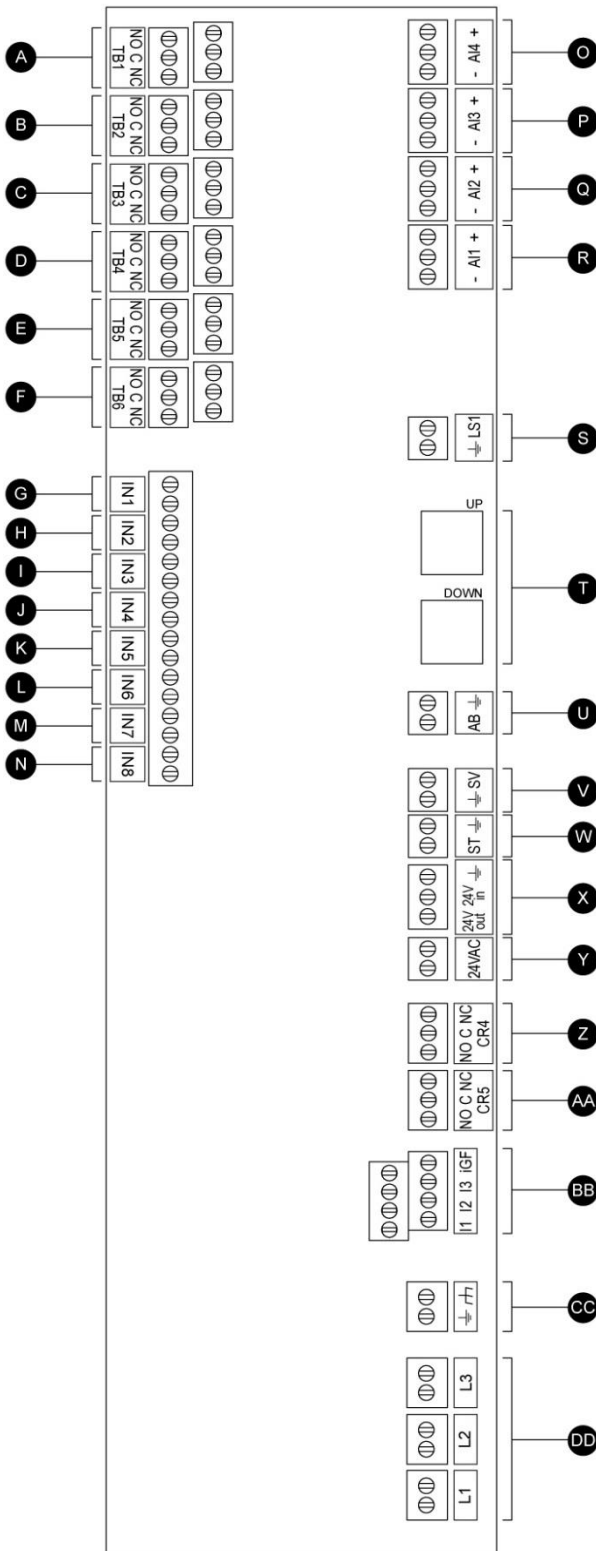 A
NO C NC
TB1
B
NO C NC
TB2
C
NO C NC
TB3
D
NO C NC
TB4
E
NO C NC
TB5
F
NO C NC
TB6
G
IN1
H
IN2
I
IN3
J
IN4
K
IN5
L
IN6
M
IN7
N
IN8
- AI4 +
O
- AI3 +
P
- AI2 +
Q
- AI1 +
R
LS1
S
UP
DOWN
T
AB
U
SV
V
ST
W
24V 24V
out in
X
24VAC
Y
NO C NC
CR4
Z
NO C NC
CR5
AA
I1 I2 I3 iGF
BB
CC
L3
L2
L1
DD